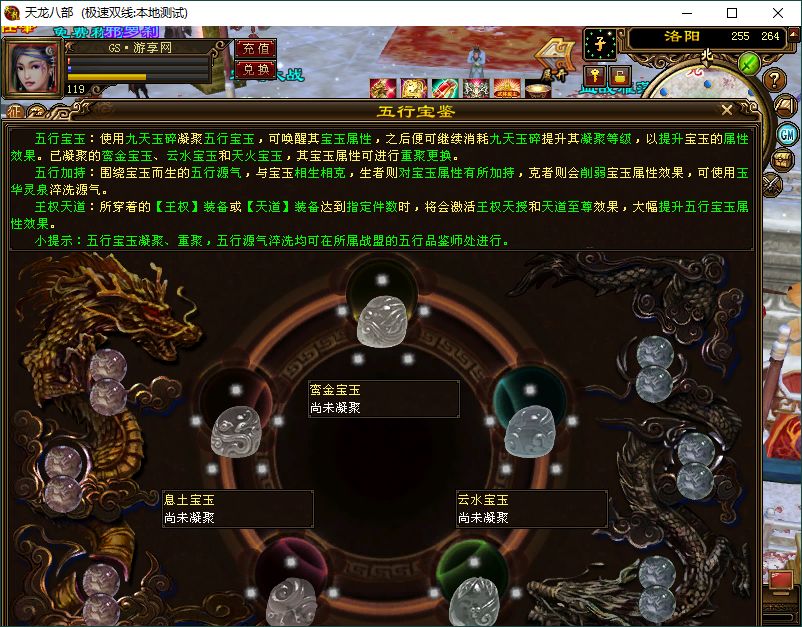 天龙八部 (极速双线:本地测试)
GS·游享网
充值
兑换
119
展开
子
洛阳 255 264
北
GM
征
五行宝鉴
五行宝玉：使用九天玉碎凝聚五行宝玉，可唤醒其宝玉属性，之后便可继续消耗九天玉碎提升其凝聚等级，以提升宝玉的属性
效果。已凝聚的鸾金宝玉、云水宝玉和天火宝玉，其宝玉属性可进行重聚更换。
五行加持：围绕宝玉而生的五行源气，与宝玉相生相克，生者则对宝玉属性有所加持，克者则会削弱宝玉属性效果，可使用玉
华灵泉淬洗源气。
王权天道：所穿着的【王权】装备或【天道】装备达到指定件数时，将会激活王权天授和天道至尊效果，大幅提升五行宝玉属
性效果。
小提示：五行宝玉凝聚、重聚，五行源气淬洗均可在所属战盟的五行品鉴师处进行。
鸾金宝玉
尚未凝聚
息土宝玉
尚未凝聚
云水宝玉
尚未凝聚